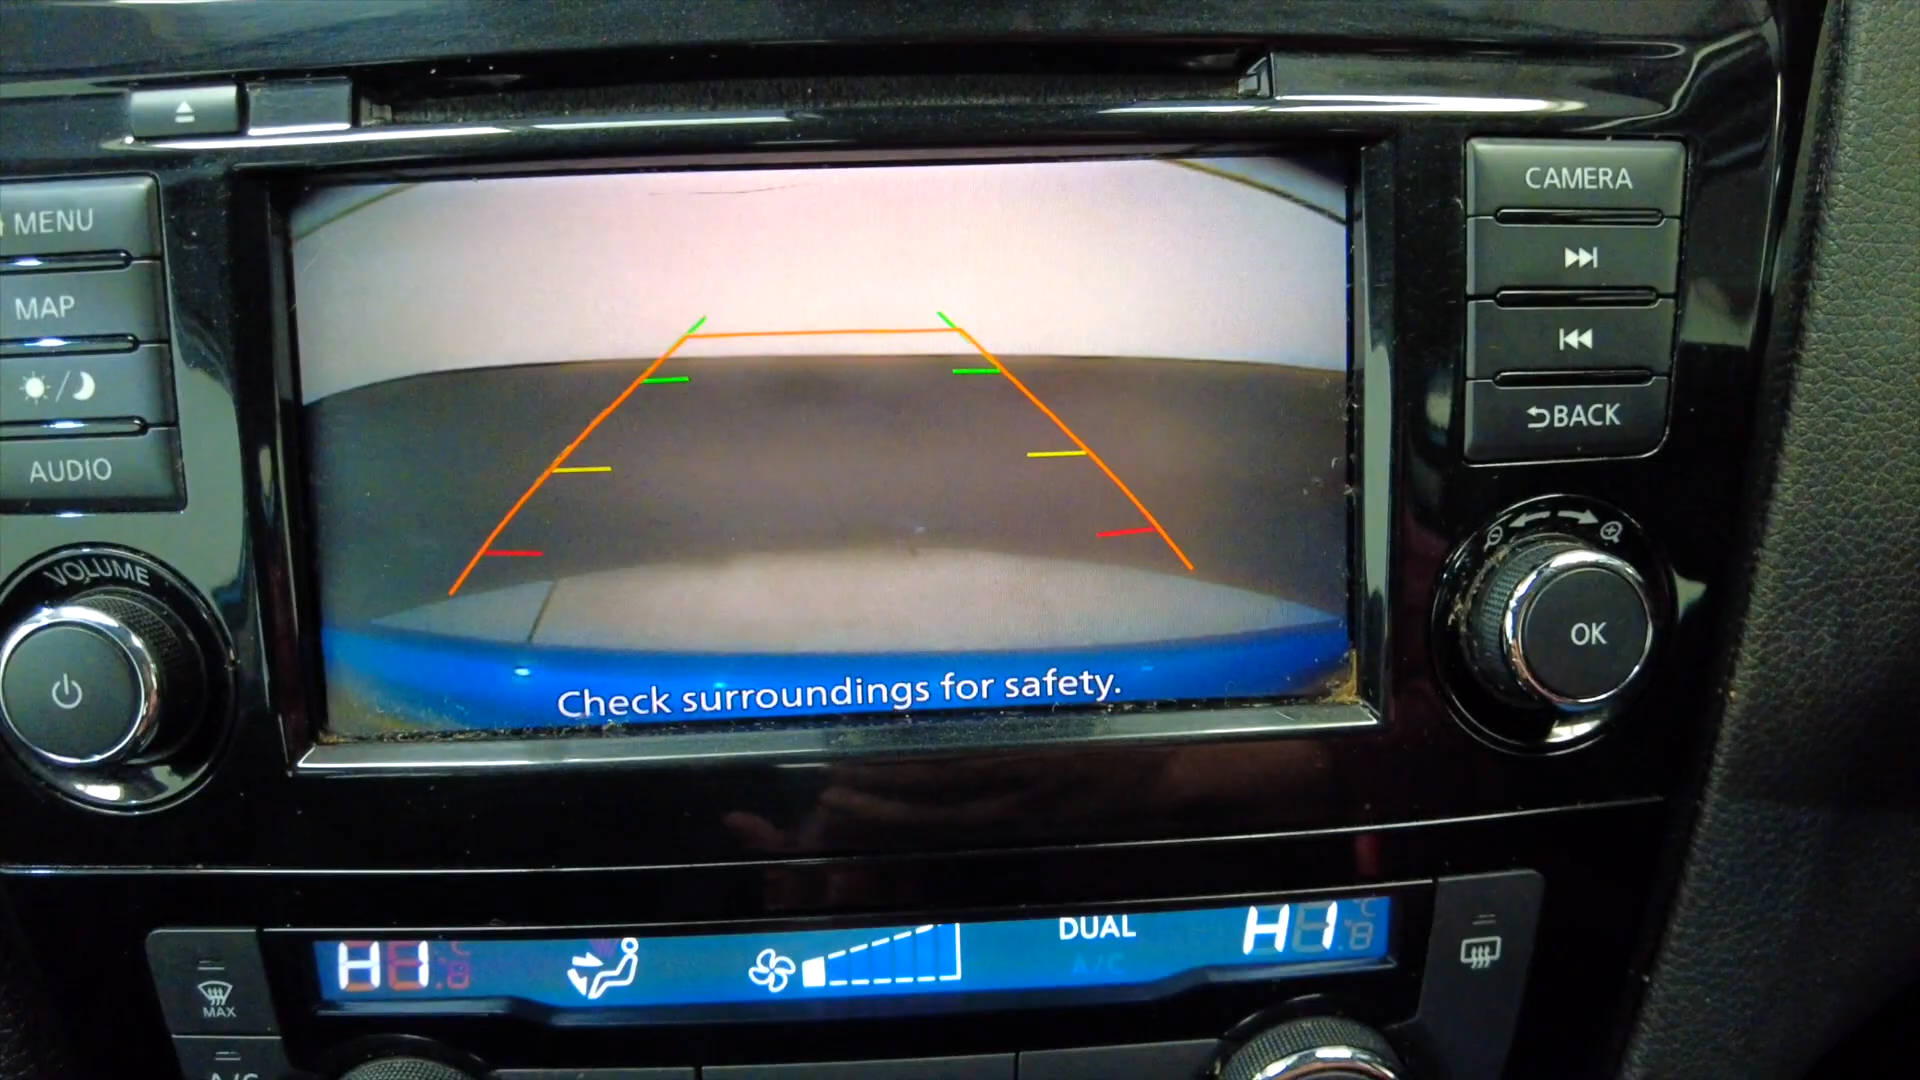 MENU
MAP
AUDIO
VOLUME
CAMERA
BACK
OK
Check surroundings for safety.
HI
DUAL
A/C
HI
°C
MAX
A/C